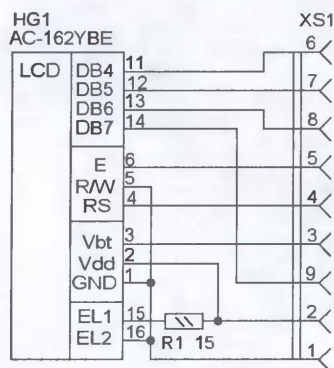 HG1 XS1
AC-162YBE
LCD DB4 11 6
DB5 12 7
DB6 13 8
DB7 14
E 6 5
R/W 5
RS 4 4
Vbt 3 3
Vdd 2
GND 1 9
EL1 15 2
EL2 16 R1 15 1